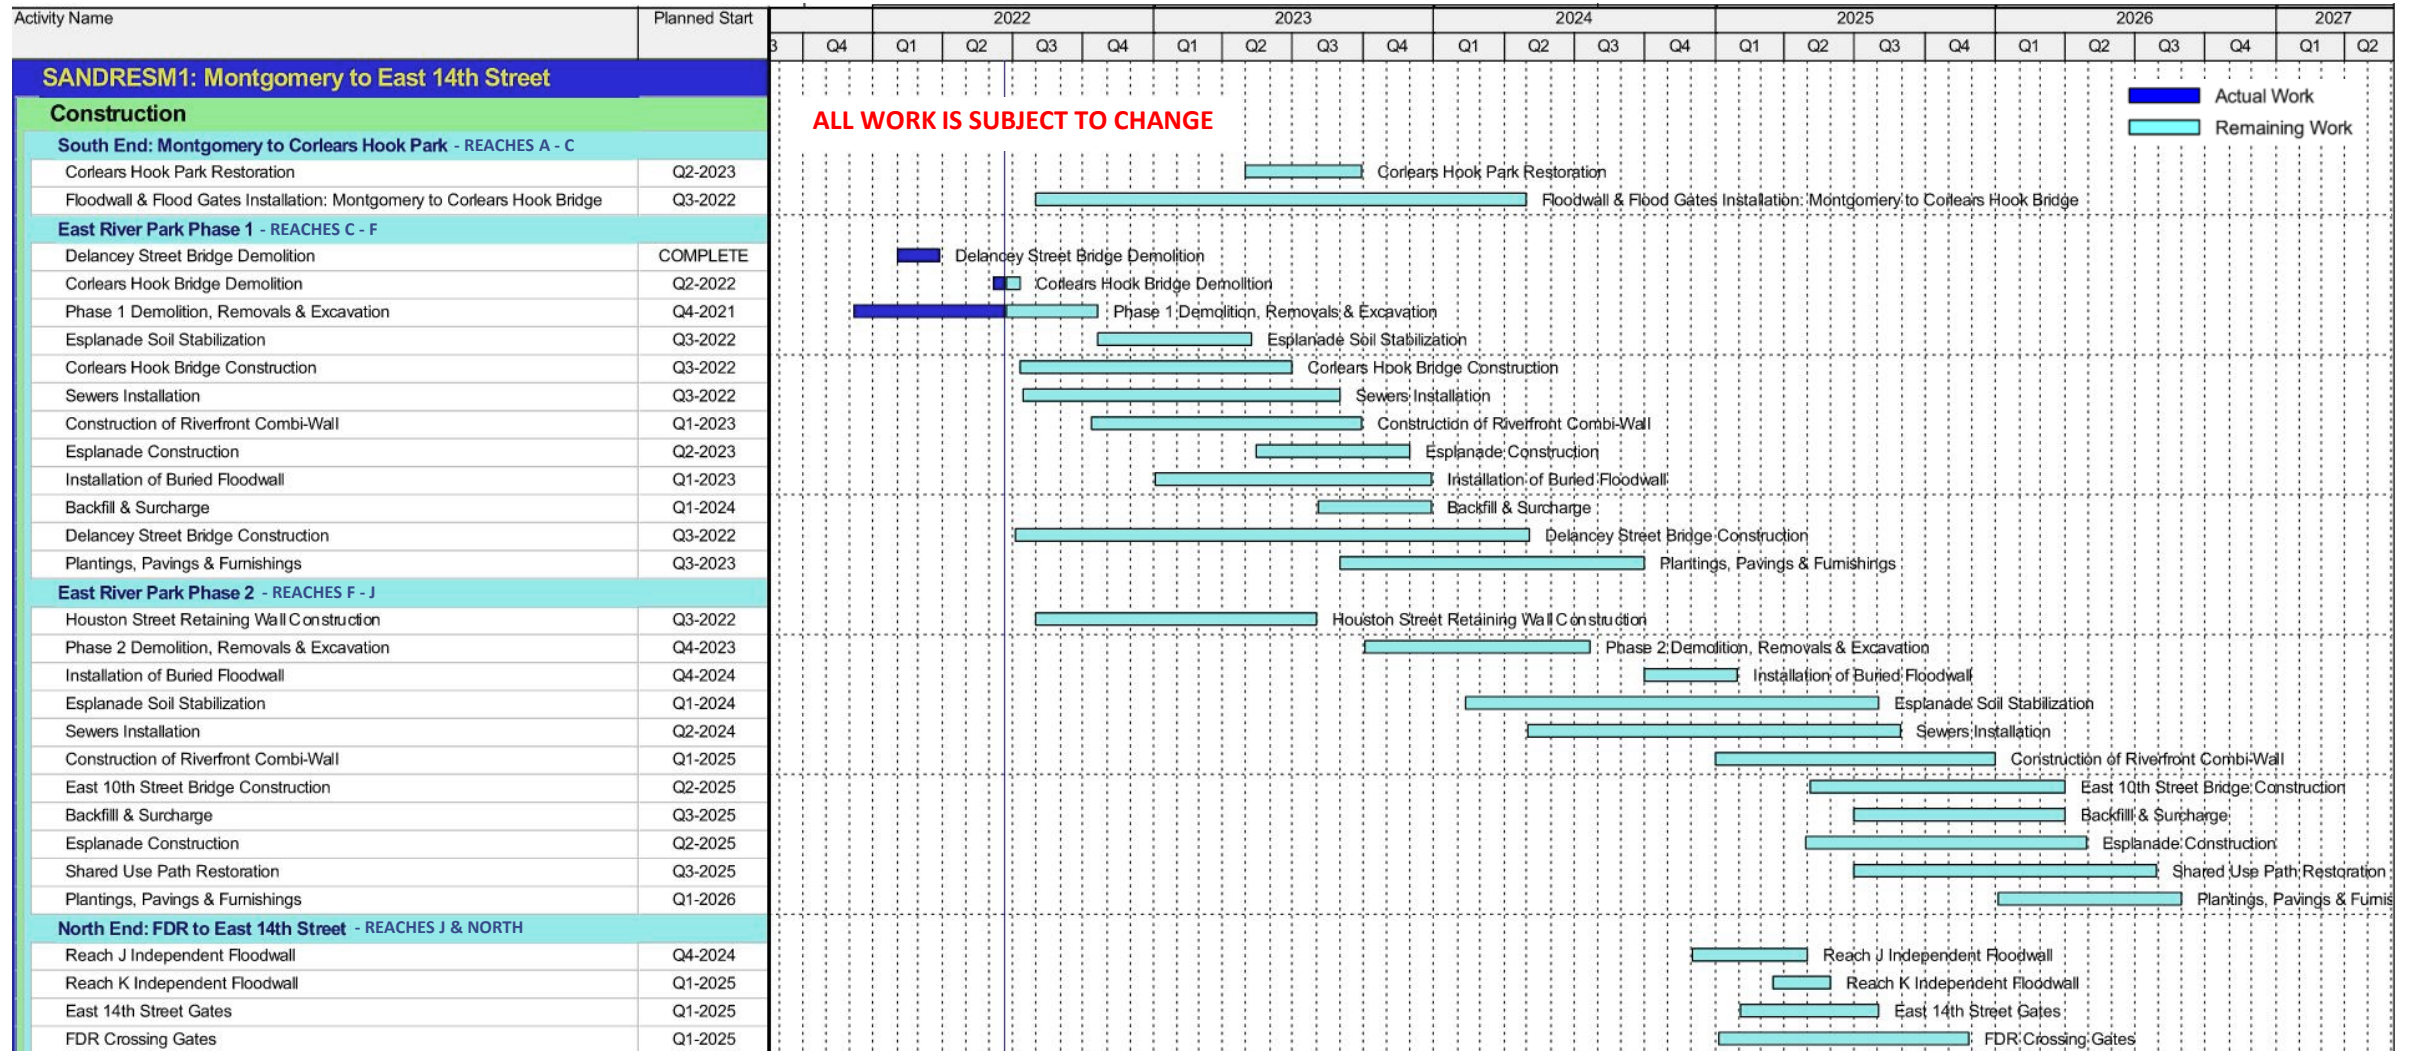 Activity Name Planned Start 2022 2023 2024 2025 2026 2027
3 Q4 Q1 Q2 Q3 Q4 Q1 Q2 Q3 Q4 Q1 Q2 Q3 Q4 Q1 Q2 Q3 Q4 Q1 Q2 Q3 Q4 Q1 Q2
SANDRESM1: Montgomery to East 14th Street
Actual Work
Construction
ALL WORK IS SUBJECT TO CHANGE
Remaining Work
South End: Montgomery to Corlears Hook Park - REACHES A - C
Corlears Hook Park Restoration Q2-2023 Corlears Hook Park Restoration
Floodwall & Flood Gates Installation: Montgomery to Corlears Hook Bridge Q3-2022 Floodwall & Flood Gates Installation: Montgomery to Corlears Hook Bridge
East River Park Phase 1 - REACHES C - F
Delancey Street Bridge Demolition COMPLETE Delancey Street Bridge Demolition
Corlears Hook Bridge Demolition Q2-2022 Corlears Hook Bridge Demolition
Phase 1 Demolition, Removals & Excavation Q4-2021 Phase 1 Demolition, Removals & Excavation
Esplanade Soil Stabilization Q3-2022 Esplanade Soil Stabilization
Corlears Hook Bridge Construction Q3-2022 Corlears Hook Bridge Construction
Sewers Installation Q3-2022 Sewers Installation
Construction of Riverfront Combi-Wall Q1-2023 Construction of Riverfront Combi-Wall
Esplanade Construction Q2-2023 Esplanade Construction
Installation of Buried Floodwall Q1-2023 Installation of Buried Floodwall
Backfill & Surcharge Q1-2024 Backfill & Surcharge
Delancey Street Bridge Construction Q3-2022 Delancey Street Bridge Construction
Plantings, Pavings & Furnishings Q3-2023 Plantings, Pavings & Furnishings
East River Park Phase 2 - REACHES F - J
Houston Street Retaining Wall Construction Q3-2022 Houston Street Retaining Wall Construction
Phase 2 Demolition, Removals & Excavation Q4-2023 Phase 2 Demolition, Removals & Excavation
Installation of Buried Floodwall Q4-2024 Installation of Buried Floodwall
Esplanade Soil Stabilization Q1-2024 Esplanade Soil Stabilization
Sewers Installation Q2-2024 Sewers Installation
Construction of Riverfront Combi-Wall Q1-2025 Construction of Riverfront Combi-Wall
East 10th Street Bridge Construction Q2-2025 East 10th Street Bridge Construction
Backfilll & Surcharge Q3-2025 Backfilll & Surcharge
Esplanade Construction Q2-2025 Esplanade Construction
Shared Use Path Restoration Q3-2025 Shared Use Path Restoration
Plantings, Pavings & Furnishings Q1-2026 Plantings, Pavings & Furnis
North End: FDR to East 14th Street - REACHES J & NORTH
Reach J Independent Floodwall Q4-2024 Reach J Independent Floodwall
Reach K Independent Floodwall Q1-2025 Reach K Independent Floodwall
East 14th Street Gates Q1-2025 East 14th Street Gates
FDR Crossing Gates Q1-2025 FDR Crossing Gates